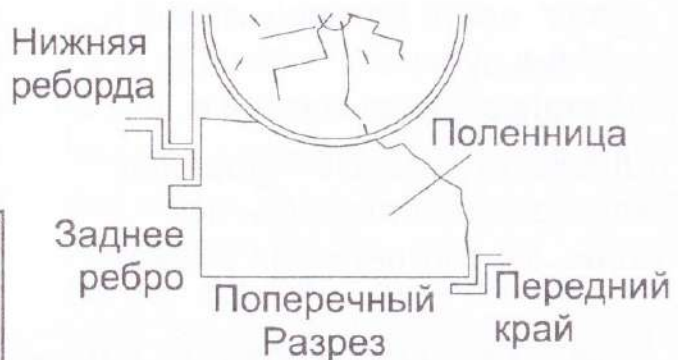 Нижняя
реборда
Поленница
Заднее
ребро
Поперечный
Разрез
Передний
край